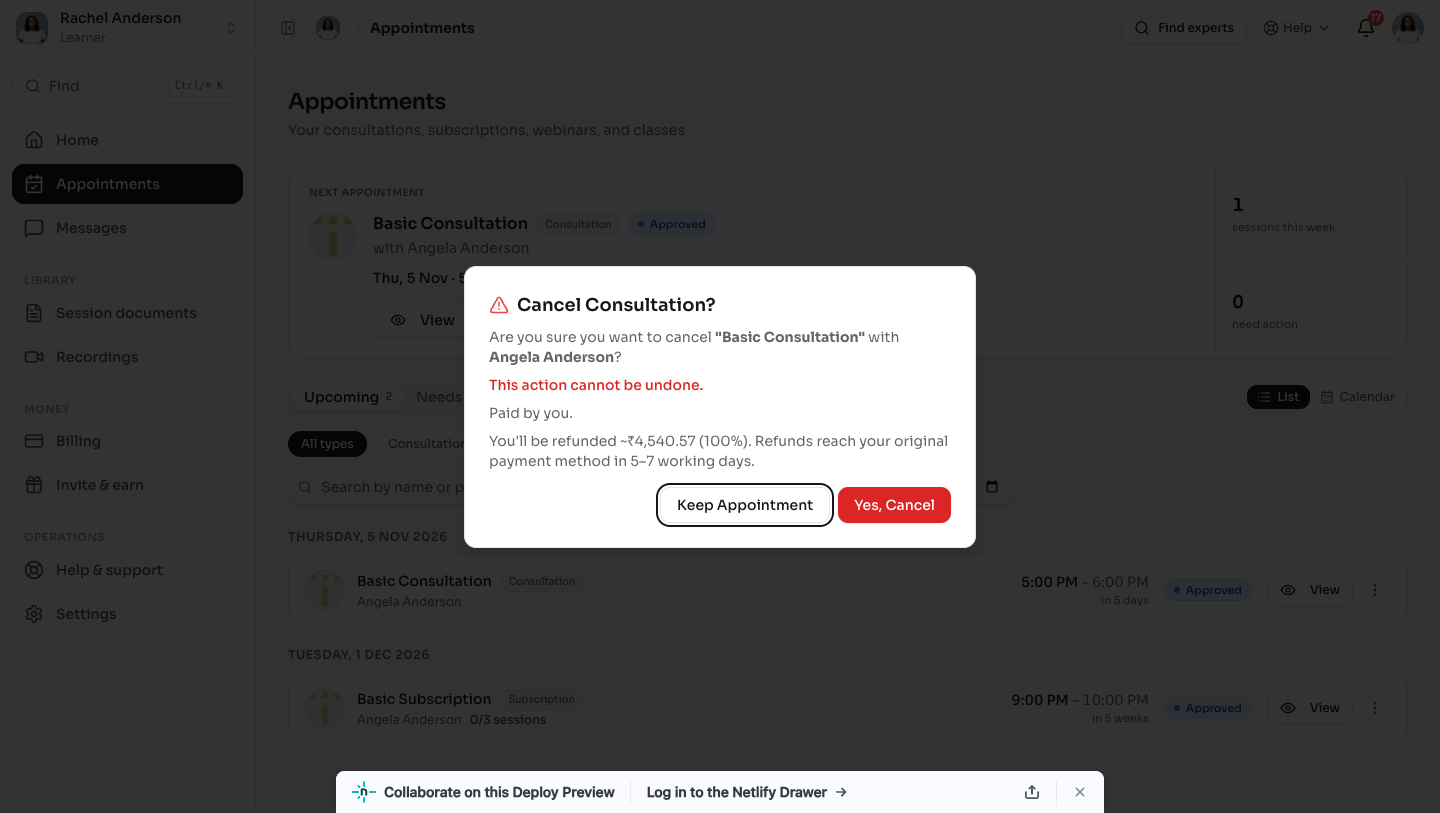 Rachel Anderson
Learner
Find
Ctrl/⌘ K
Home
Appointments
Messages
LIBRARY
Session documents
Recordings
MONEY
Billing
Invite & earn
OPERATIONS
Help & support
Settings
Appointments
Find experts
Help
17
Appointments
Your consultations, subscriptions, webinars, and classes
NEXT APPOINTMENT
Basic Consultation Consultation Approved
with Angela Anderson
Thu, 5 Nov · 5
View
1
sessions this week
0
need action
Cancel Consultation?
Are you sure you want to cancel "Basic Consultation" with
Angela Anderson?
This action cannot be undone.
Paid by you.
You'll be refunded ~₹4,540.57 (100%). Refunds reach your original
payment method in 5–7 working days.
Keep Appointment
Yes, Cancel
Upcoming 2
Needs
List
Calendar
All types
Consultation
Search by name or p
THURSDAY, 5 NOV 2026
Basic Consultation Consultation
Angela Anderson
5:00 PM – 6:00 PM
in 5 days
Approved
View
TUESDAY, 1 DEC 2026
Basic Subscription Subscription
Angela Anderson 0/3 sessions
9:00 PM – 10:00 PM
in 5 weeks
Approved
View
Collaborate on this Deploy Preview
Log in to the Netlify Drawer →